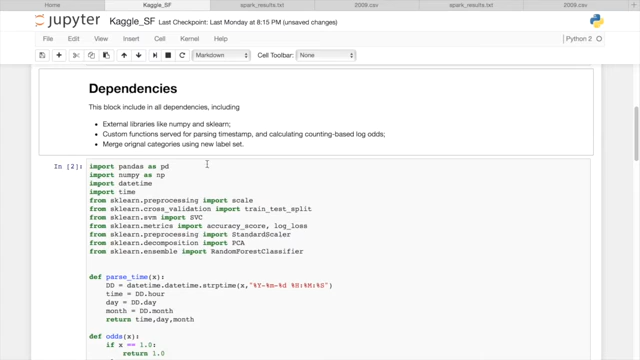 Home Kaggle_SF spark_results.txt 2009.csv spark_results.txt 2009.csv
jupyter Kaggle_SF Last Checkpoint: Last Monday at 8:15 PM (unsaved changes)
File Edit View Insert Cell Kernel Help Python 2
Markdown Cell Toolbar: None
Dependencies
This block include in all dependencies, including
External libraries like numpy and sklearn;
Custom functions served for parsing timestamp, and calculating counting-based log odds;
Merge orignal categories using new label set.
In [2]: import pandas as pd
import numpy as np
import datetime
import time
from sklearn.preprocessing import scale
from sklearn.cross_validation import train_test_split
from sklearn.svm import SVC
from sklearn.metrics import accuracy_score, log_loss
from sklearn.preprocessing import StandardScaler
from sklearn.decomposition import PCA
from sklearn.ensemble import RandomForestClassifier
def parse_time(x):
DD = datetime.datetime.strptime(x,"%Y-%m-%d %H:%M:%S")
time = DD.hour
day = DD.day
month = DD.month
return time,day,month
def odds(x):
if x == 1.0:
return 1.0